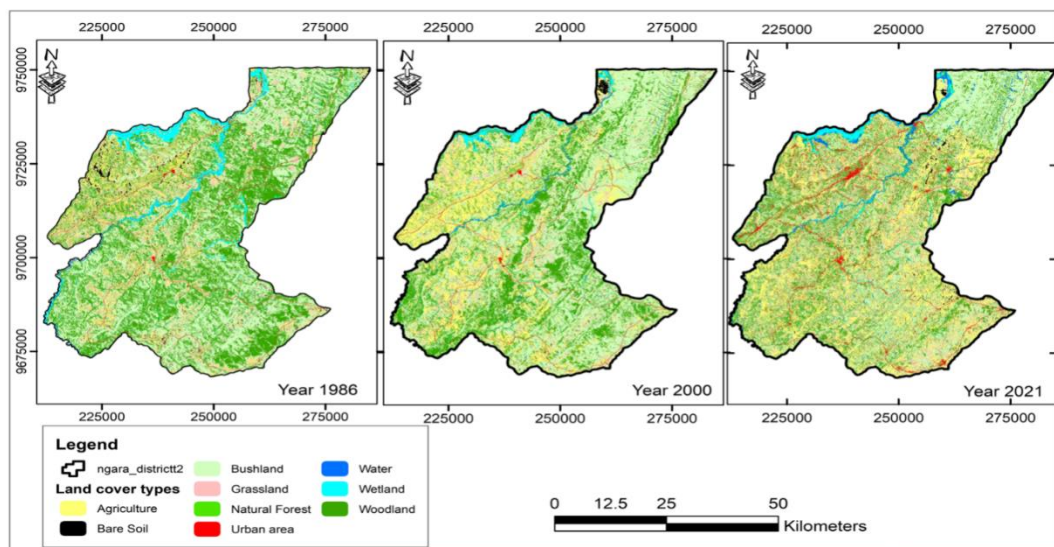 225000 250000 275000 225000 250000 275000 225000 250000 275000
N N N
9750000
9725000
9700000
9675000
Year 1986 Year 2000 Year 2021
225000 250000 275000 225000 250000 275000 225000 250000 275000
Legend
ngara_districtt2
Land cover types
Agriculture
Bare Soil
Bushland
Grassland
Natural Forest
Urban area
Water
Wetland
Woodland
0 12.5 25 50
Kilometers